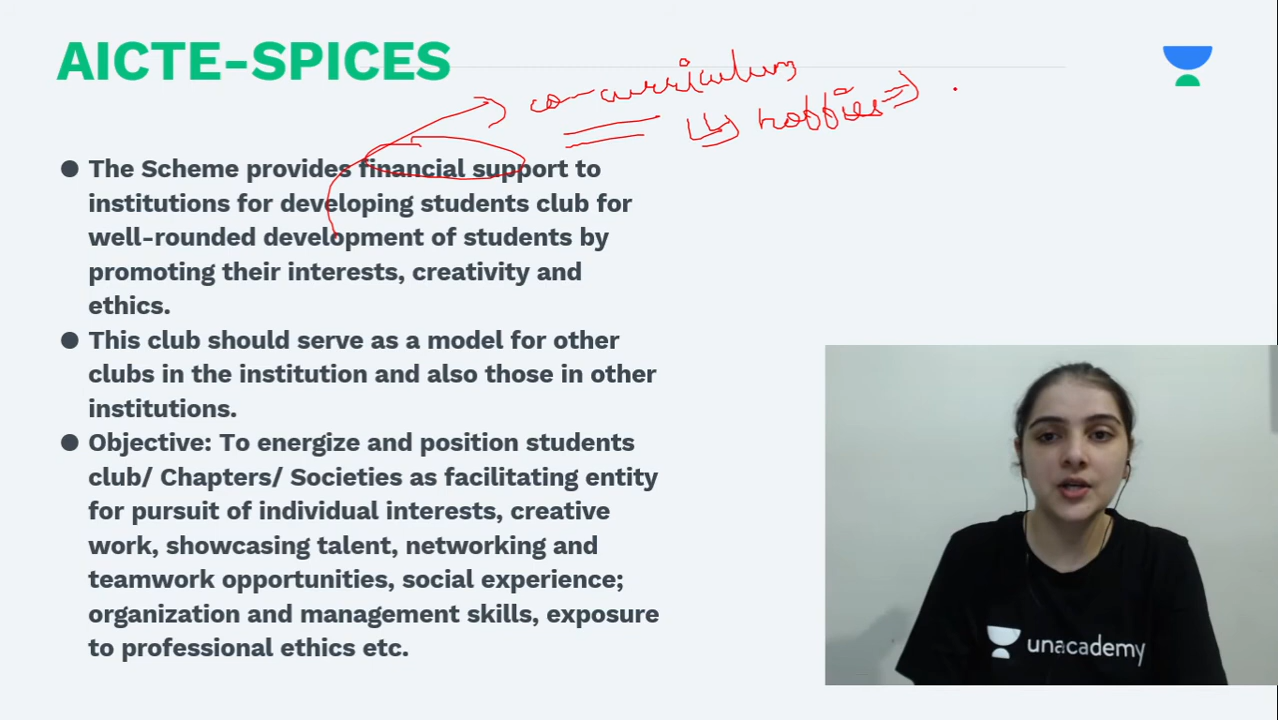 AICTE-SPICES
co-curriculum
hobbies
● The Scheme provides financial support to
institutions for developing students club for
well-rounded development of students by
promoting their interests, creativity and
ethics.
● This club should serve as a model for other
clubs in the institution and also those in other
institutions.
● Objective: To energize and position students
club/ Chapters/ Societies as facilitating entity
for pursuit of individual interests, creative
work, showcasing talent, networking and
teamwork opportunities, social experience;
organization and management skills, exposure
to professional ethics etc.
unacademy